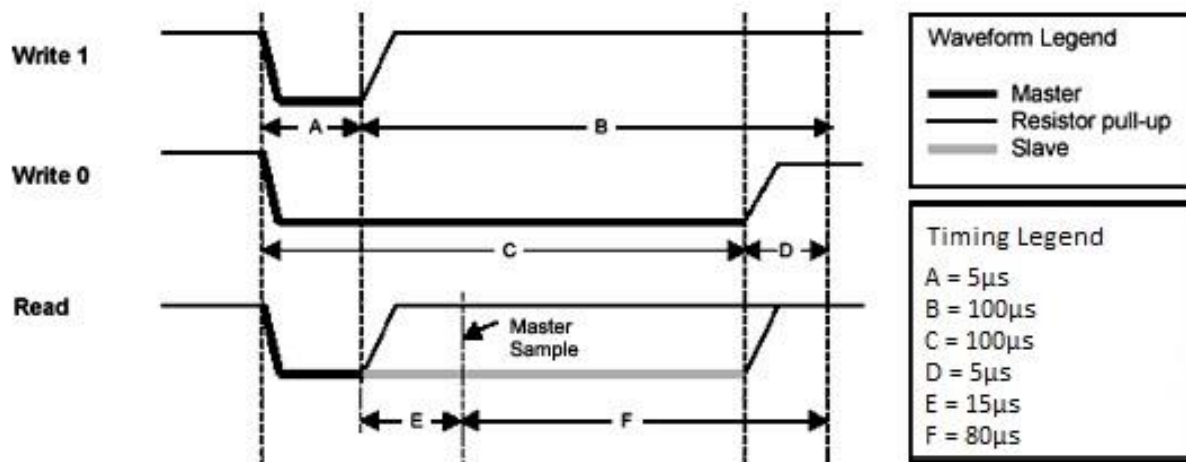 Write 1
A
B
Write 0
C
D
Read
Master
Sample
E
F
Waveform Legend
Master
Resistor pull-up
Slave
Timing Legend
A = 5µs
B = 100µs
C = 100µs
D = 5µs
E = 15µs
F = 80µs